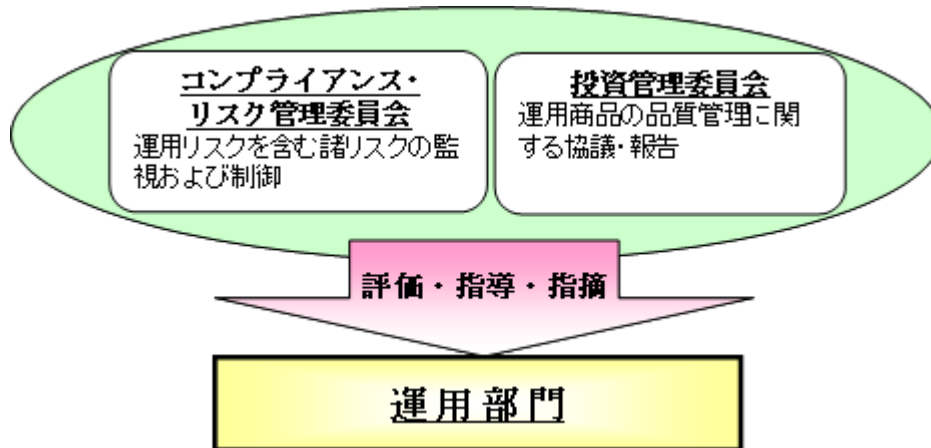 コンプライアンス・
リスク管理委員会
運用リスクを含む諸リスクの監
視および制御
投資管理委員会
運用商品の品質管理に関
する協議・報告
評価・指導・指摘
運用部門